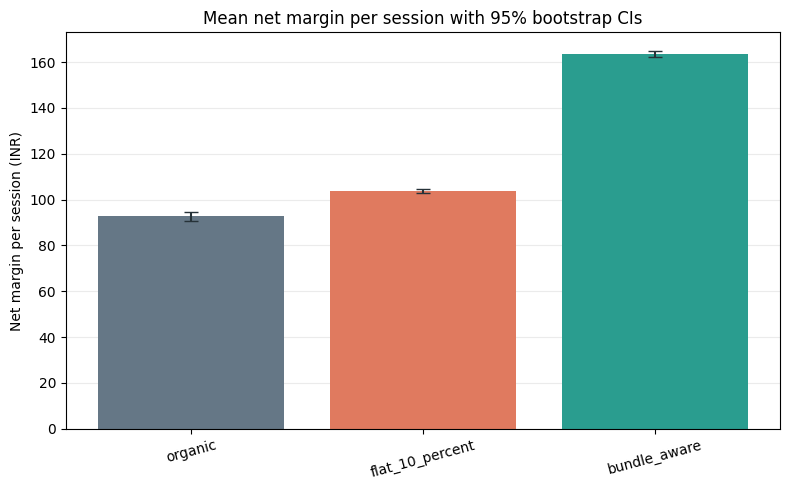 Mean net margin per session with 95% bootstrap CIs
Net margin per session (INR)
160
140
120
100
80
60
40
20
0
organic
flat_10_percent
bundle_aware